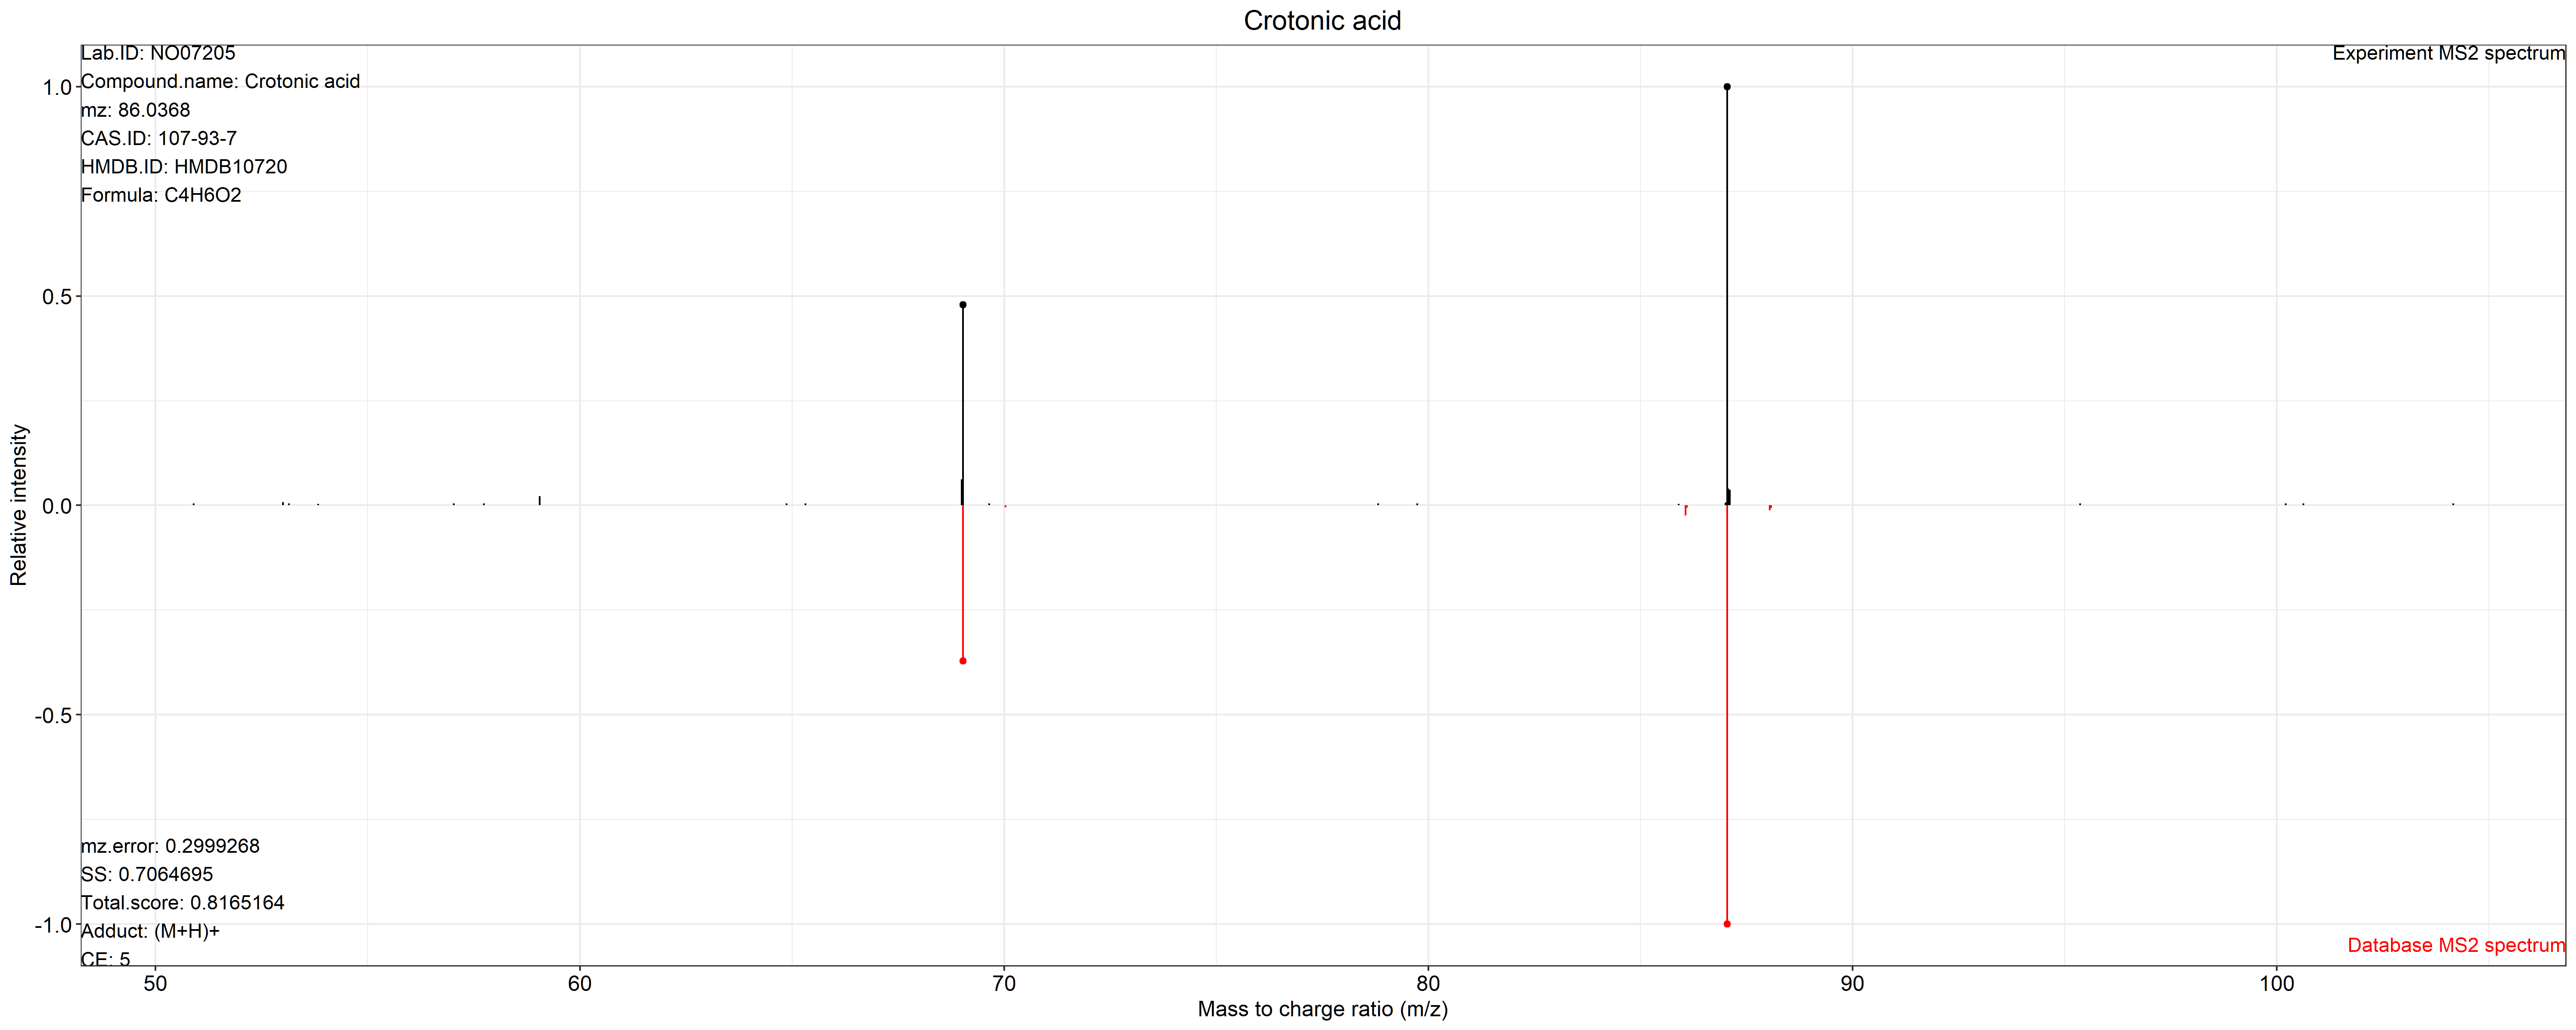 Crotonic acid
Lab.ID: NO07205
Compound.name: Crotonic acid
mz: 86.0368
CAS.ID: 107-93-7
HMDB.ID: HMDB10720
Formula: C4H6O2
Experiment MS2 spectrum
1.0
0.5
0.0
-0.5
-1.0
Relative intensity
mz.error: 0.2999268
SS: 0.7064695
Total.score: 0.8165164
Adduct: (M+H)+
CE: 5
Database MS2 spectrum
50 60 70 80 90 100
Mass to charge ratio (m/z)